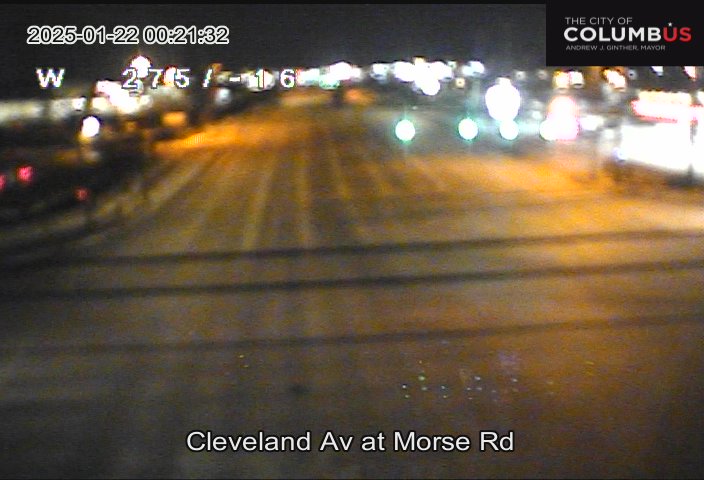 2025-01-22 00:21:32
THE CITY OF
COLUMBUS
ANDREW J. GINTHER, MAYOR
W 275/-16
Cleveland Av at Morse Rd